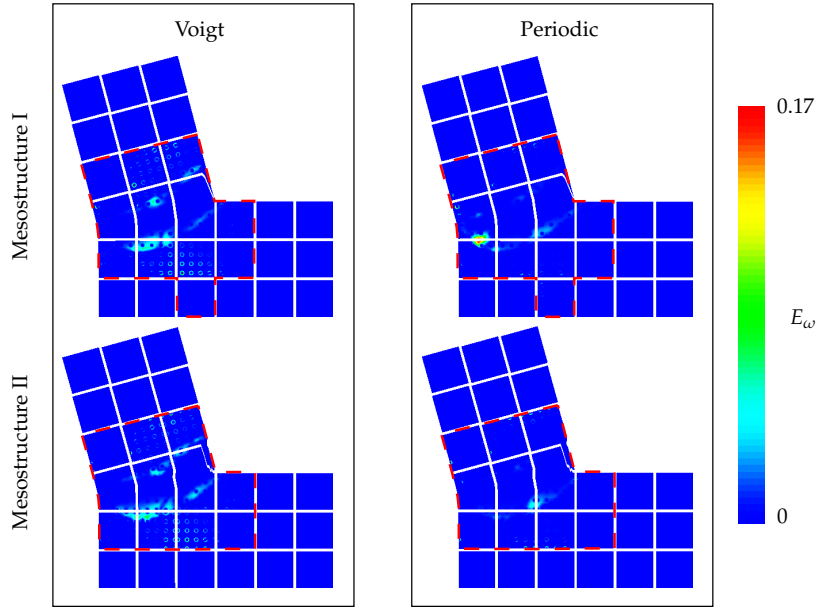 Voigt
Periodic
Mesostructure I
0.17
E_ω
0
Mesostructure II